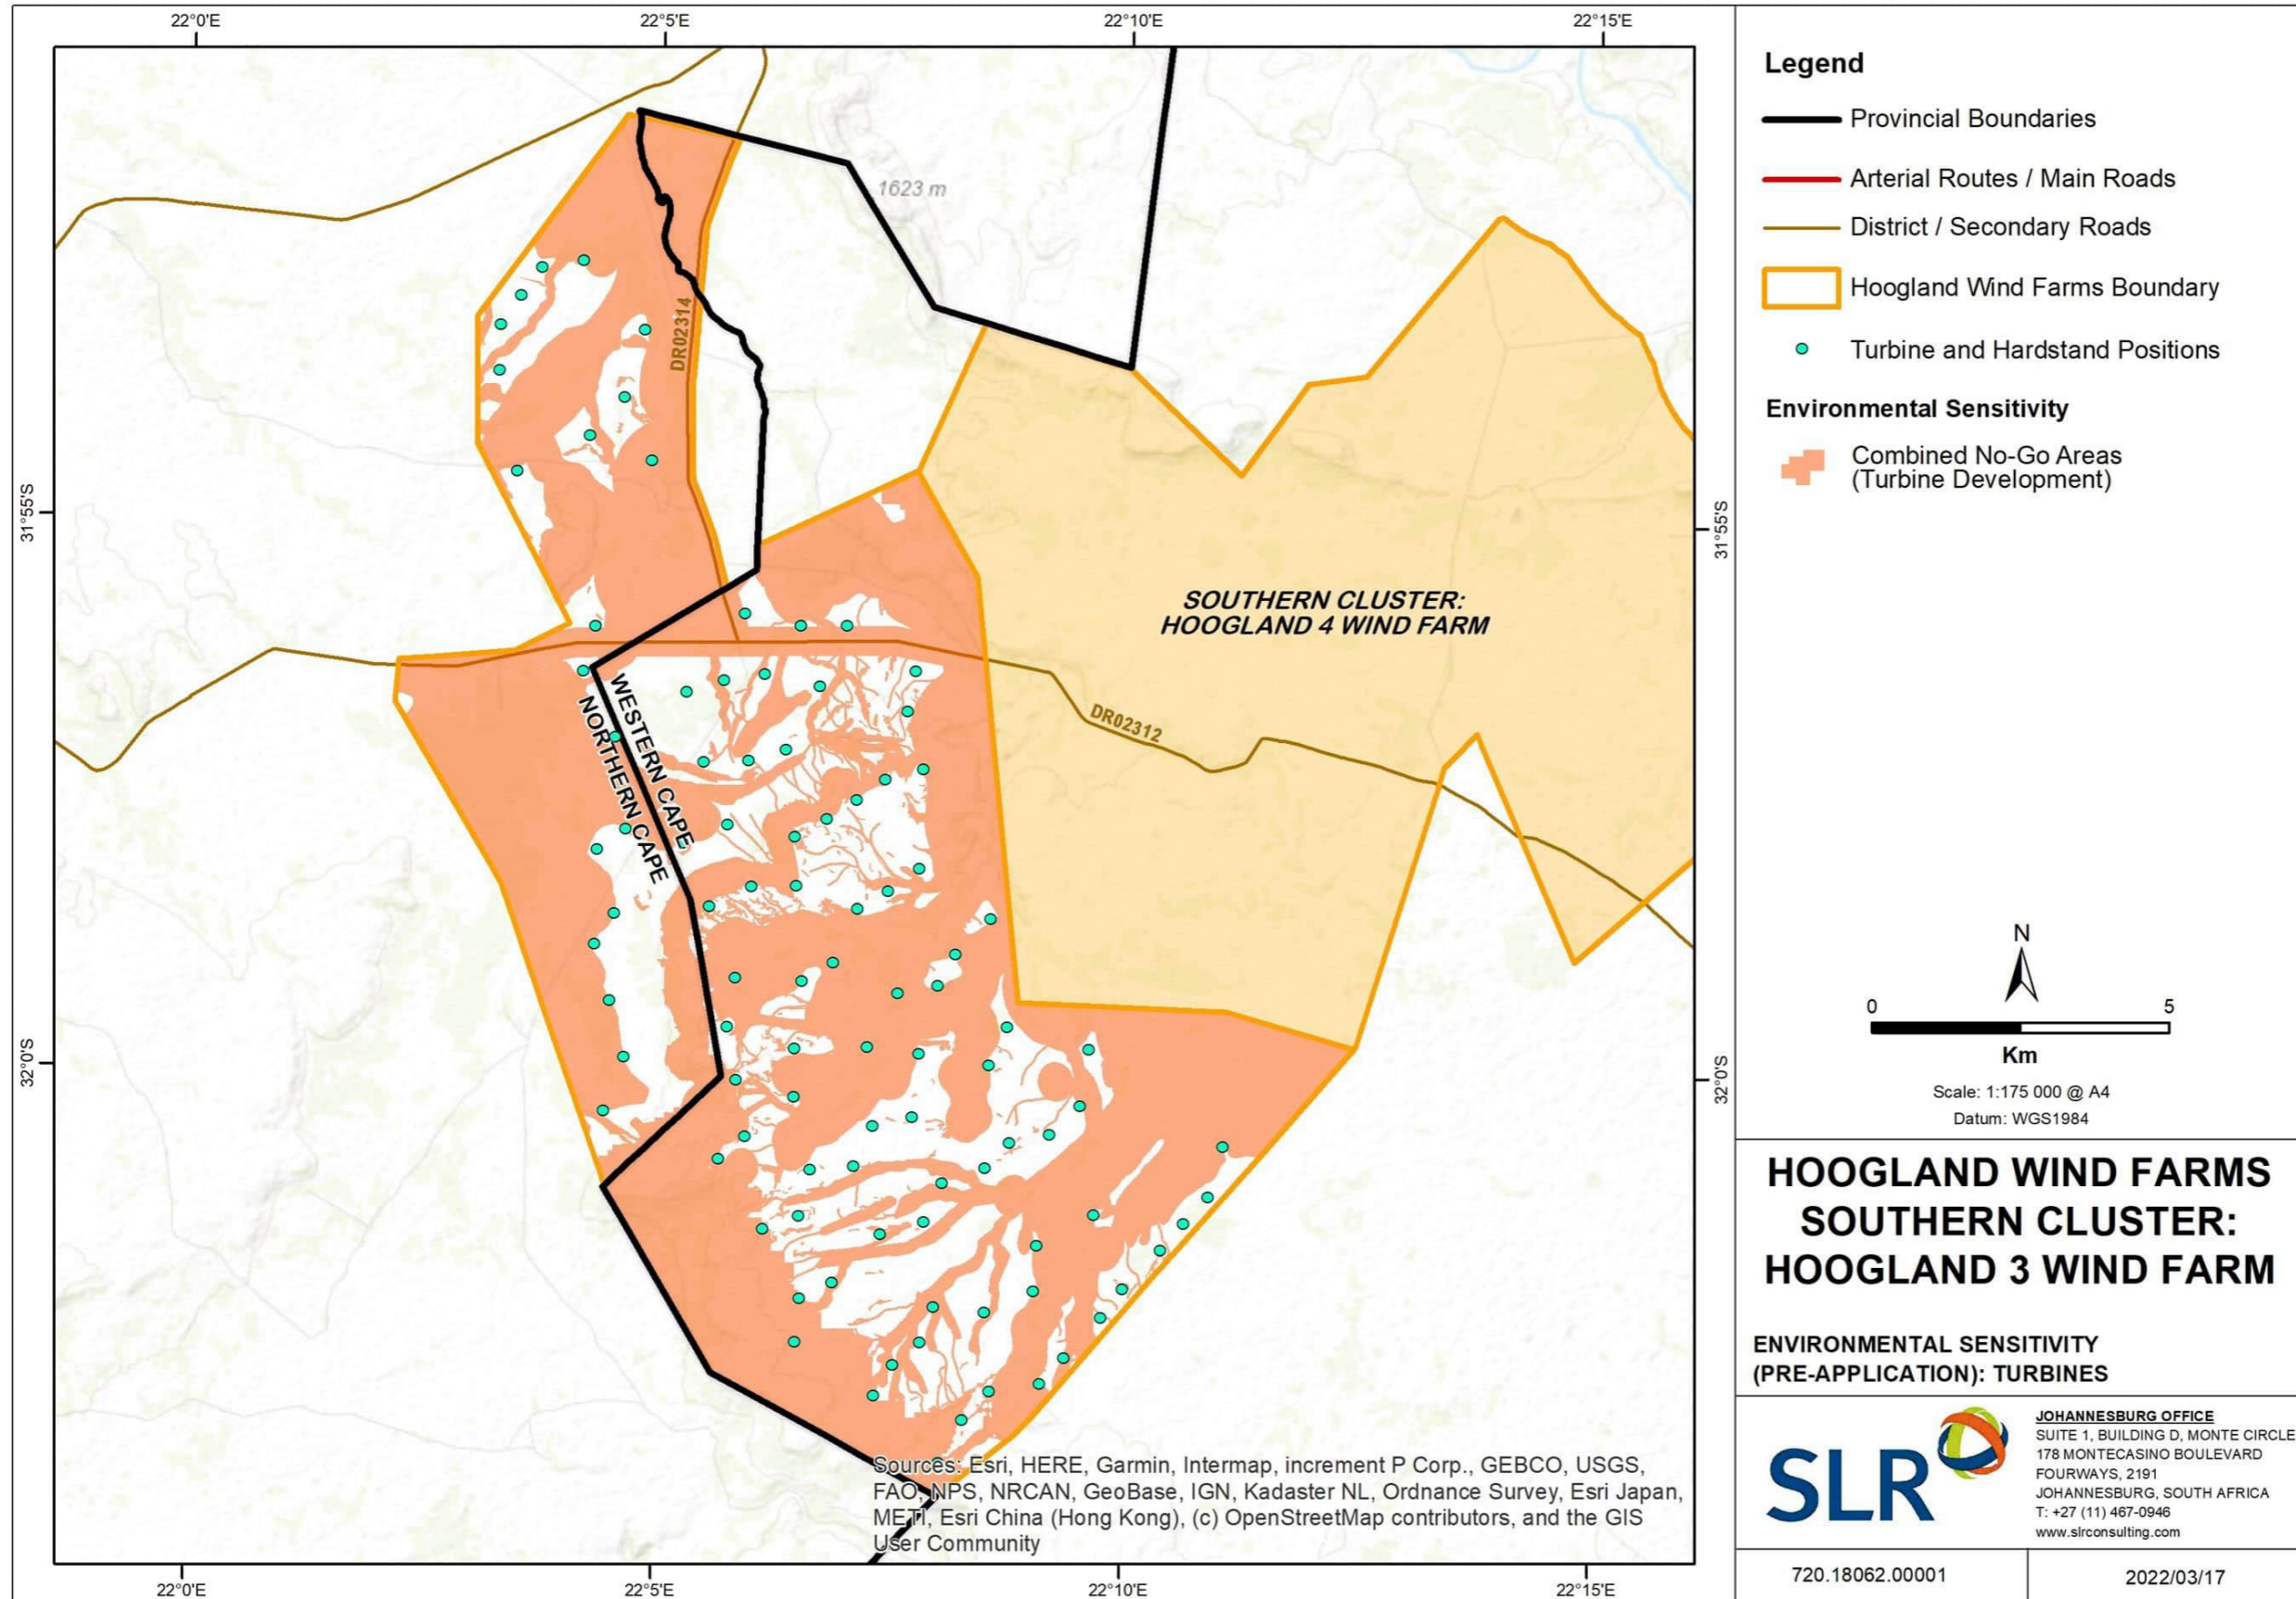 22°0'E
22°5'E
22°10'E
22°15'E
31°55'S
32°0'S
31°55'S
32°0'S
1623 m
DR02314
SOUTHERN CLUSTER:
HOOGLAND 4 WIND FARM
DR02312
WESTERN CAPE
NORTHERN CAPE
Sources: Esri, HERE, Garmin, Intermap, increment P Corp., GEBCO, USGS,
FAO, NPS, NRCAN, GeoBase, IGN, Kadaster NL, Ordnance Survey, Esri Japan,
METI, Esri China (Hong Kong), (c) OpenStreetMap contributors, and the GIS
User Community
22°0'E
22°5'E
22°10'E
22°15'E
Legend
Provincial Boundaries
Arterial Routes / Main Roads
District / Secondary Roads
Hoogland Wind Farms Boundary
Turbine and Hardstand Positions
Environmental Sensitivity
Combined No-Go Areas
(Turbine Development)
N
0 5
Km
Scale: 1:175 000 @ A4
Datum: WGS1984
HOOGLAND WIND FARMS
SOUTHERN CLUSTER:
HOOGLAND 3 WIND FARM
ENVIRONMENTAL SENSITIVITY
(PRE-APPLICATION): TURBINES
SLR
JOHANNESBURG OFFICE
SUITE 1, BUILDING D, MONTE CIRCLE
178 MONTECASINO BOULEVARD
FOURWAYS, 2191
JOHANNESBURG, SOUTH AFRICA
T: +27 (11) 467-0946
www.slrconsulting.com
720.18062.00001
2022/03/17